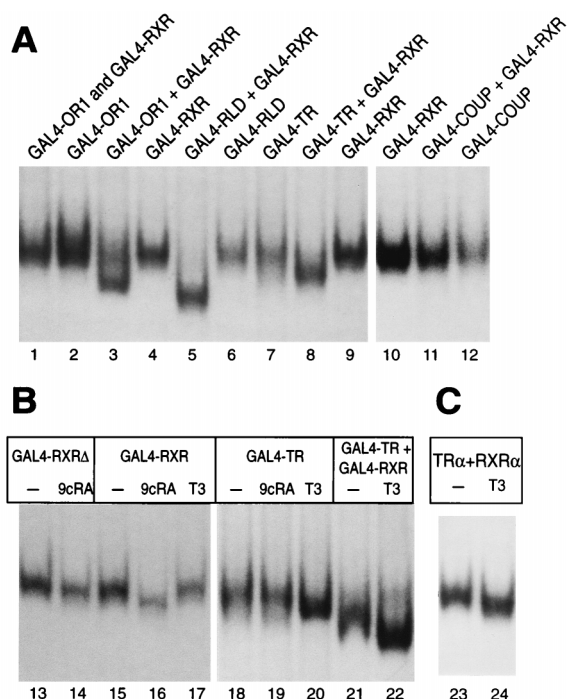 A
GAL4-OR1 and GAL4-RXR
GAL4-OR1
GAL4-OR1 + GAL4-RXR
GAL4-RXR
GAL4-RLD + GAL4-RXR
GAL4-RLD
GAL4-TR
GAL4-TR + GAL4-RXR
GAL4-RXR
GAL4-RXR
GAL4-COUP + GAL4-RXR
GAL4-COUP
1 2 3 4 5 6 7 8 9 10 11 12
B
GAL4-RXRΔ GAL4-RXR GAL4-TR GAL4-TR +
GAL4-RXR
– 9cRA – 9cRA T3 – 9cRA T3 – T3
13 14 15 16 17 18 19 20 21 22
C
TRα+RXRα
– T3
23 24